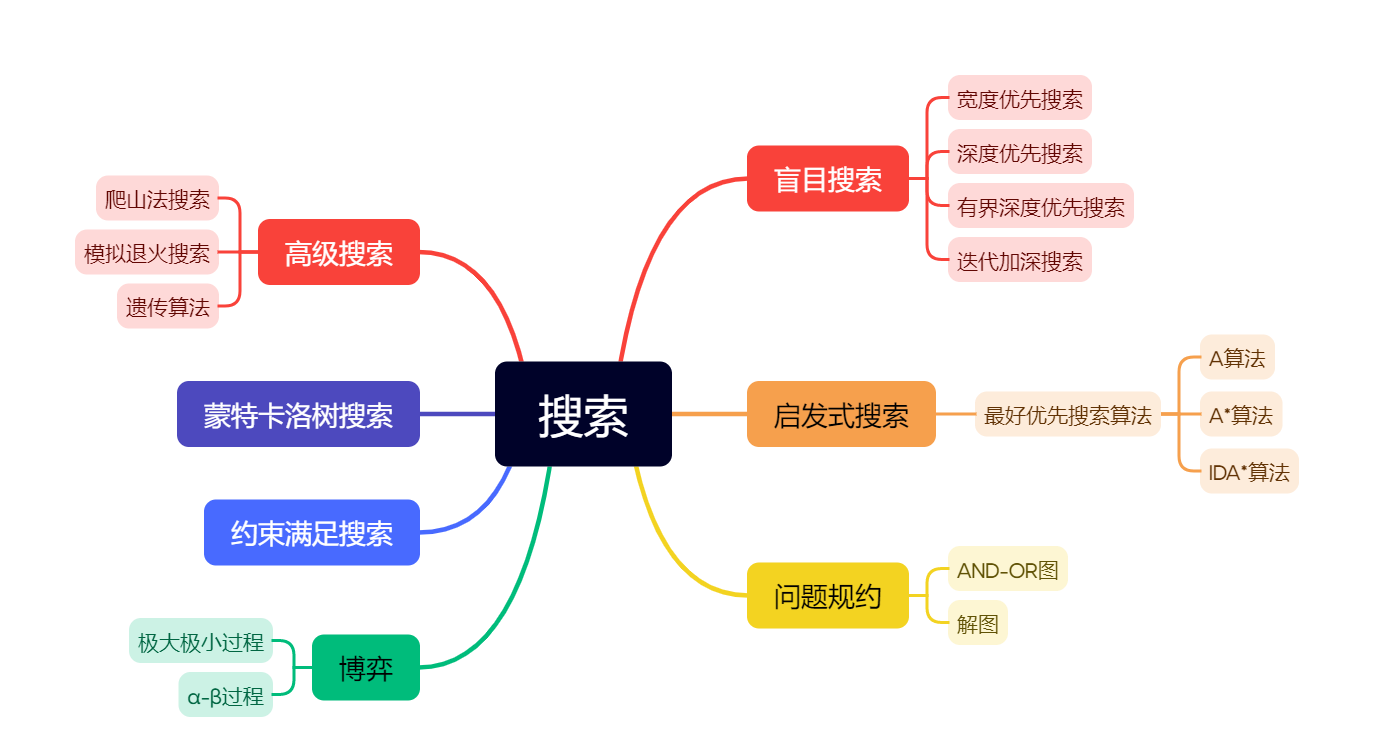 搜索
盲目搜索
宽度优先搜索
深度优先搜索
有界深度优先搜索
迭代加深搜索
启发式搜索
最好优先搜索算法
A算法
A*算法
IDA*算法
问题规约
AND-OR图
解图
高级搜索
爬山法搜索
模拟退火搜索
遗传算法
蒙特卡洛树搜索
约束满足搜索
博弈
极大极小过程
α-β过程